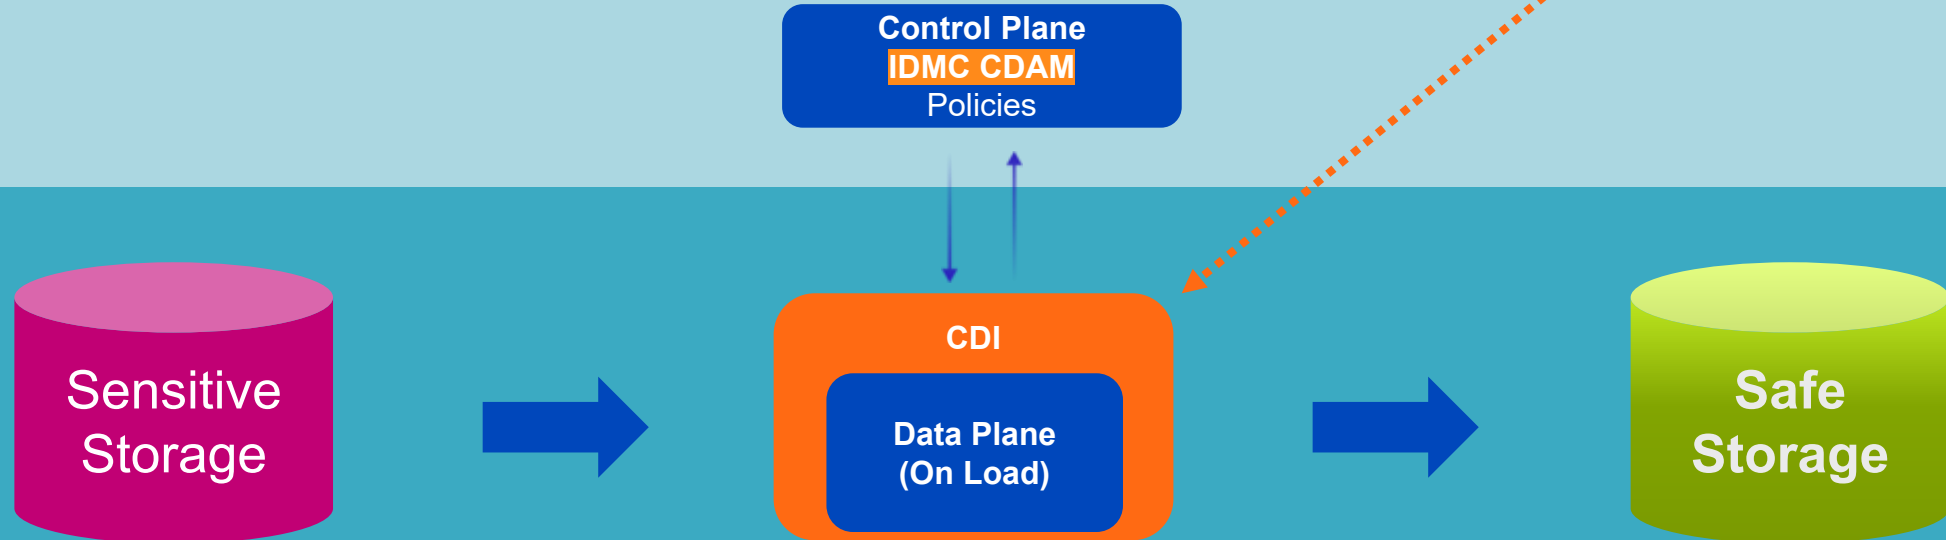 Control Plane
IDMC CDAM
Policies
CDI
Sensitive
Storage
Data Plane
(On Load)
Safe
Storage